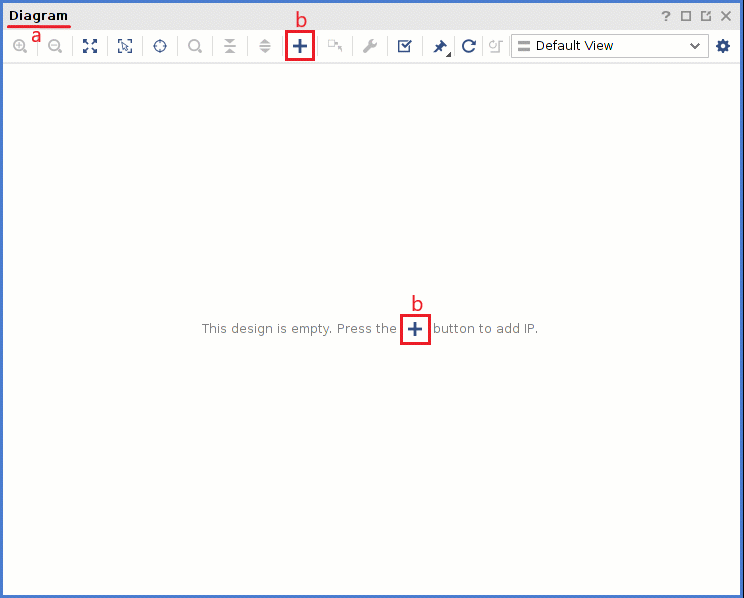 Diagram
?
a
b
Default View
b
This design is empty. Press the + button to add IP.